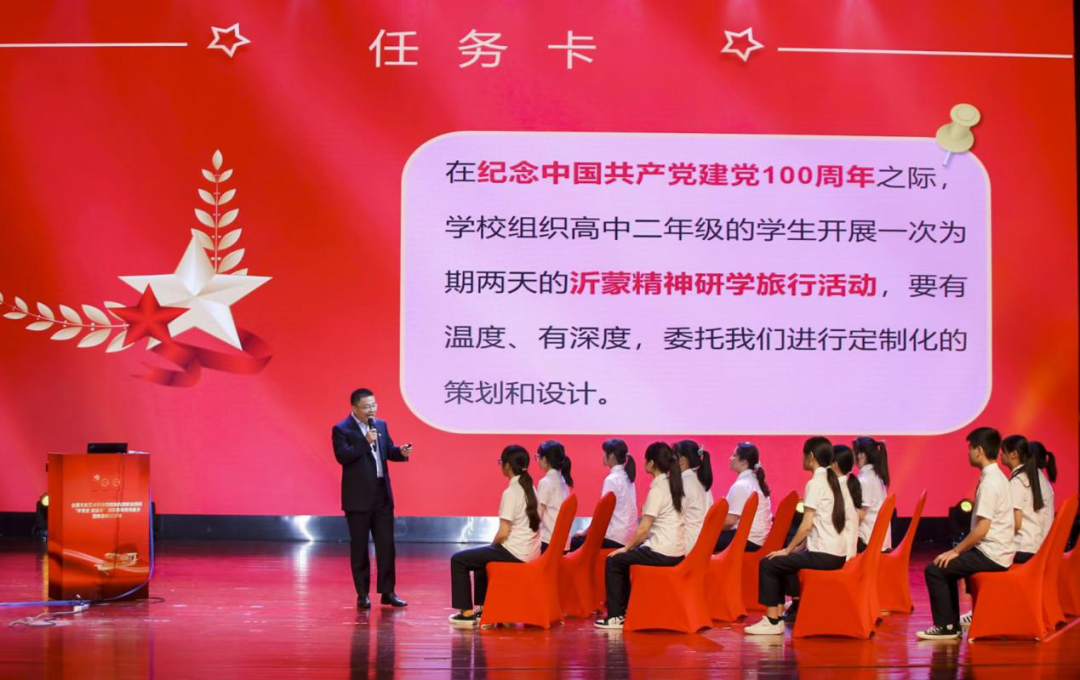 任务卡
在纪念中国共产党建党100周年之际，
学校组织高中二年级的学生开展一次为
期两天的沂蒙精神研学旅行活动，要有
温度、有深度，委托我们进行定制化的
策划和设计。